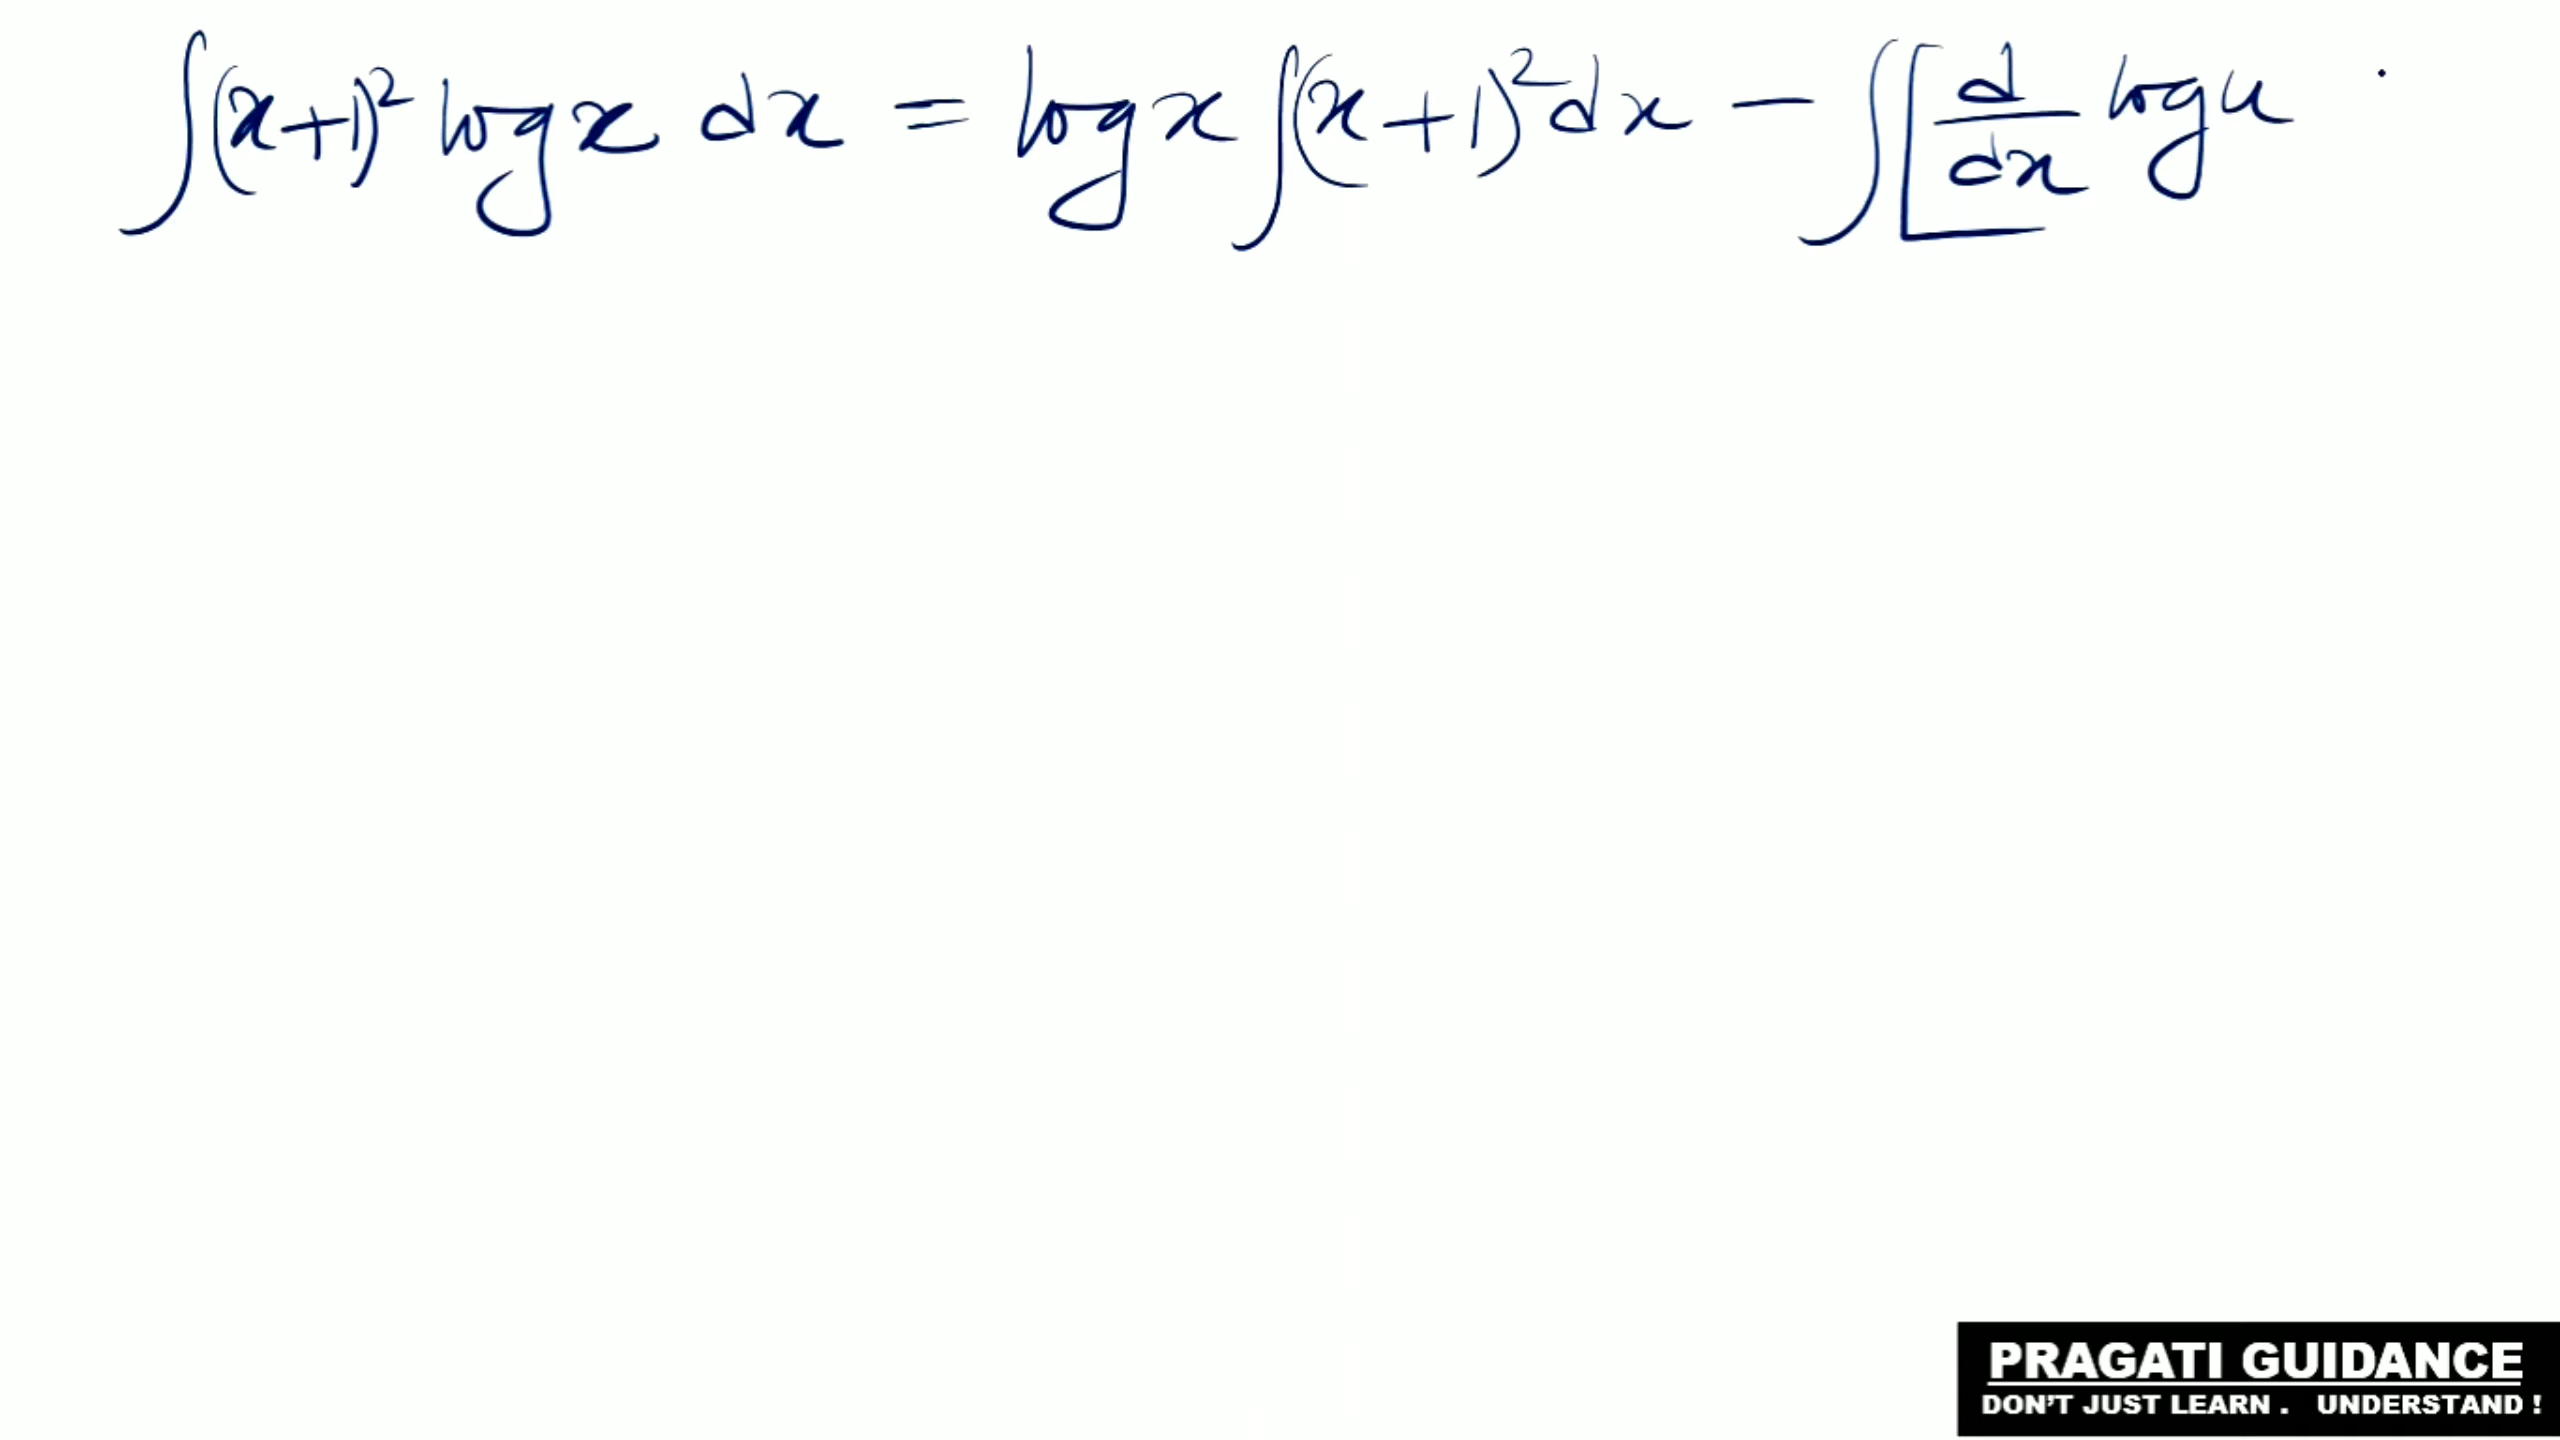 ∫(x+1)² log x dx = log x ∫(x+1)² dx − ∫[d/dx log x
PRAGATI GUIDANCE
DON'T JUST LEARN . UNDERSTAND !